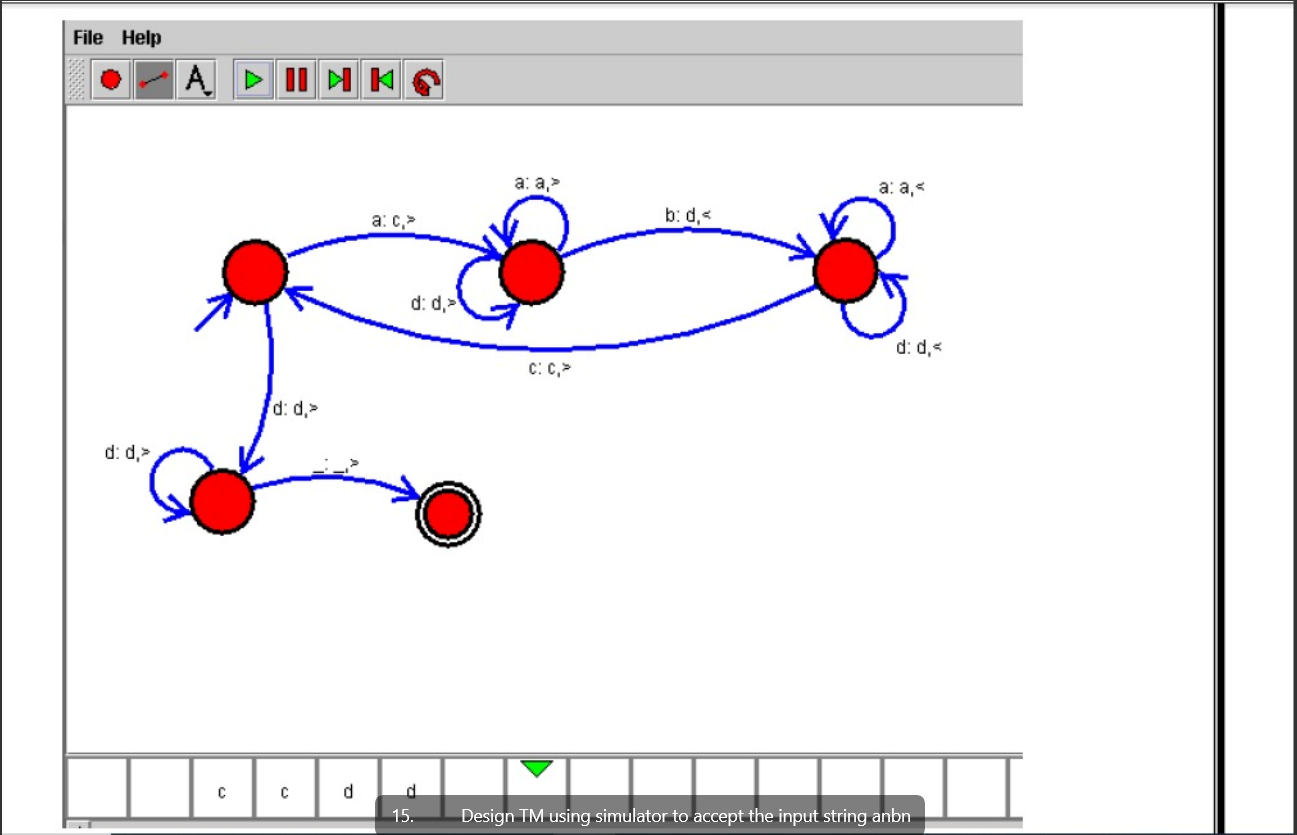 File Help
A
a: a,>
a: a,<
a: c,>
b: d,<
d: d,>
d: d,<
c: c,>
d: d,>
d: d,>
_: _,>
c c d d
15. Design TM using simulator to accept the input string anbn